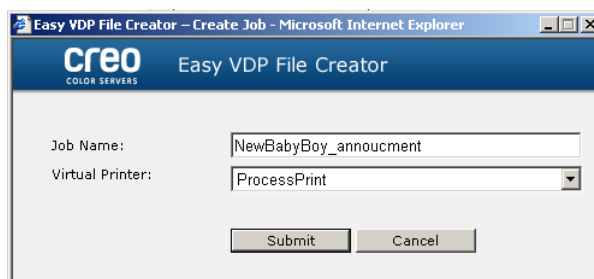 Easy VDP File Creator – Create Job - Microsoft Internet Explorer
creo
COLOR SERVERS
Easy VDP File Creator
Job Name:
NewBabyBoy_annoucment
Virtual Printer:
ProcessPrint
Submit
Cancel